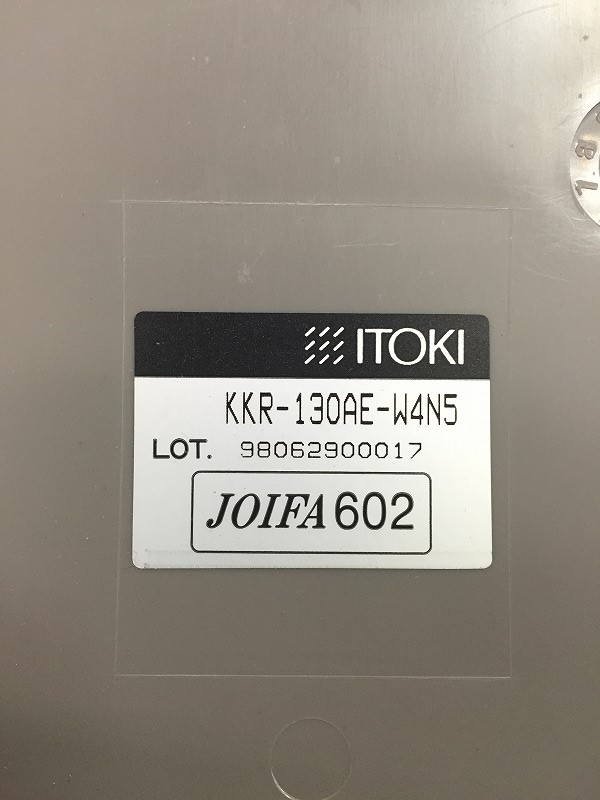 ITOKI
KKR-130AE-W4N5
LOT. 98062900017
JOIFA 602